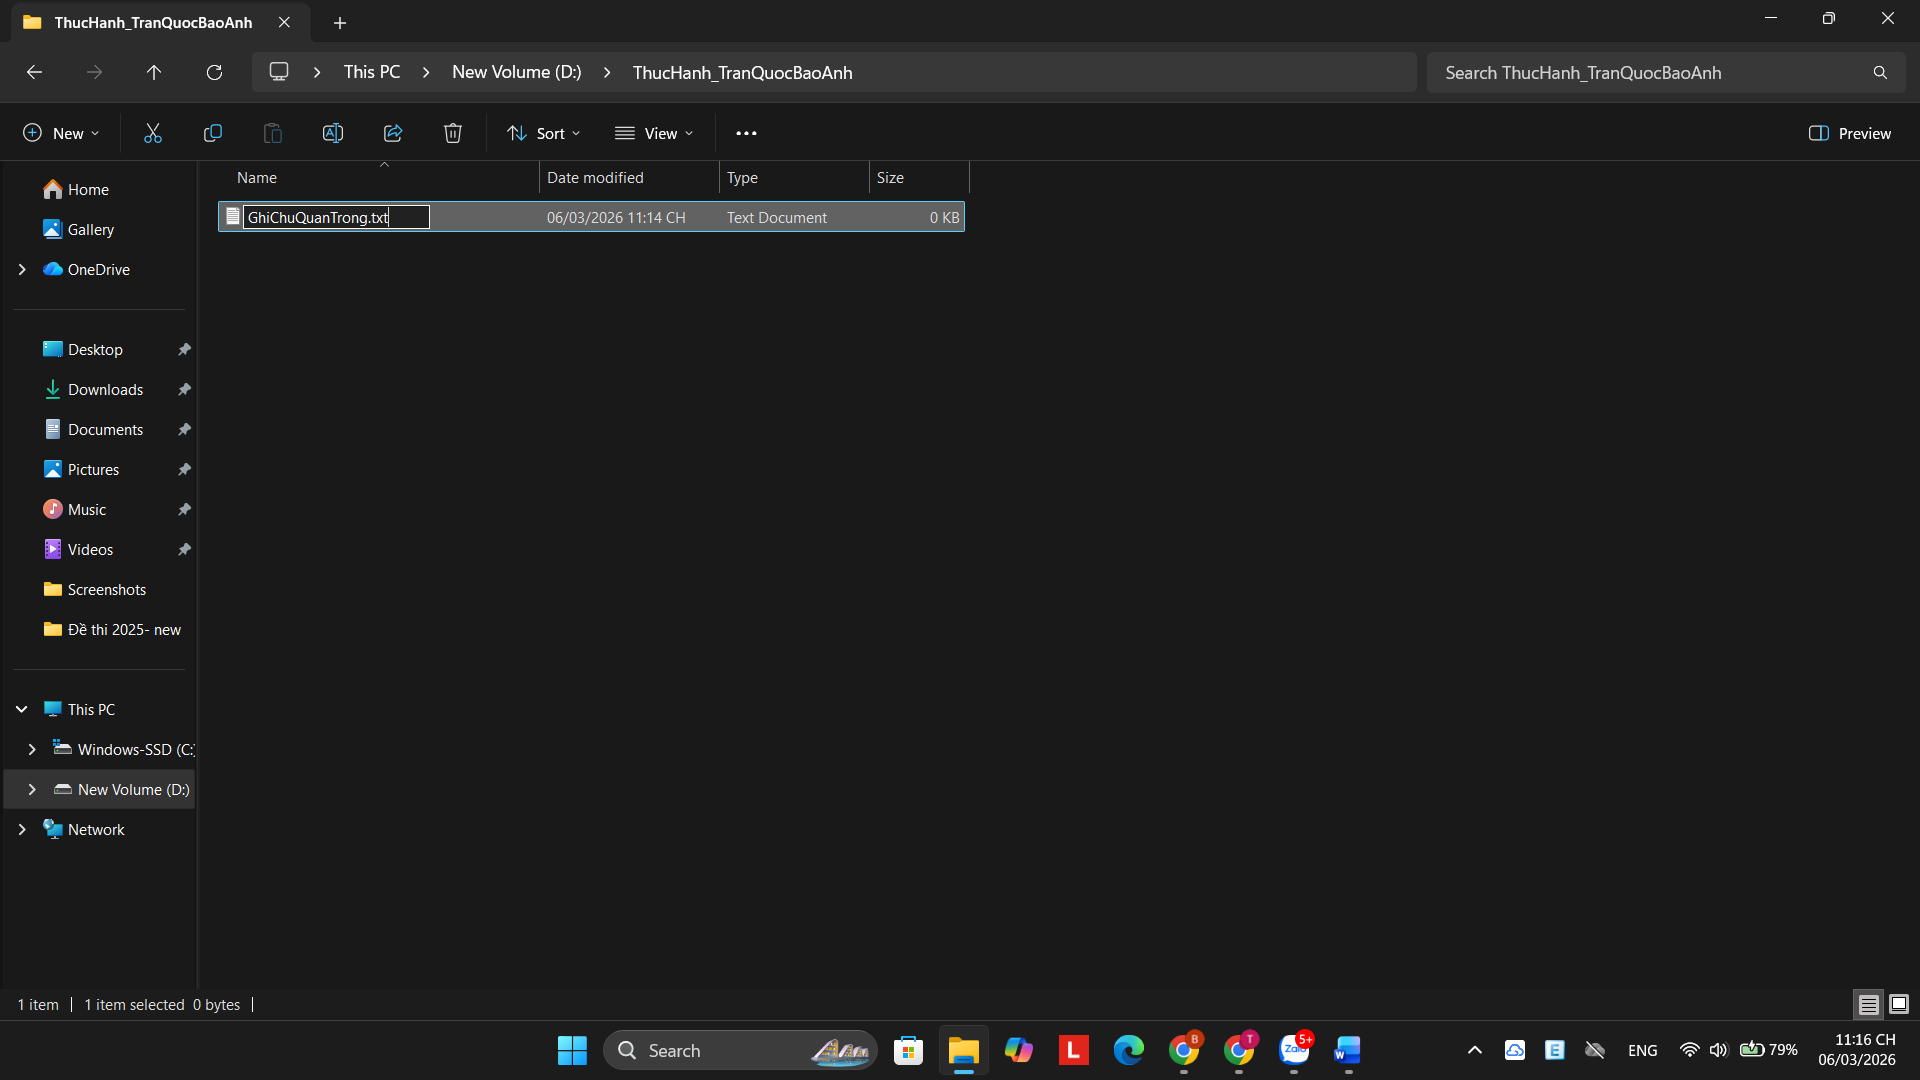 ThucHanh_TranQuocBaoAnh
This PC
New Volume (D:)
ThucHanh_TranQuocBaoAnh
Search ThucHanh_TranQuocBaoAnh
New
Sort
View
Preview
Name
Date modified
Type
Size
GhiChuQuanTrong.txt
06/03/2026 11:14 CH
Text Document
0 KB
Home
Gallery
OneDrive
Desktop
Downloads
Documents
Pictures
Music
Videos
Screenshots
Đề thi 2025- new
This PC
Windows-SSD (C:)
New Volume (D:)
Network
1 item
1 item selected 0 bytes
Search
L
B
T
Zalo
5+
W
E
ENG
79%
11:16 CH
06/03/2026